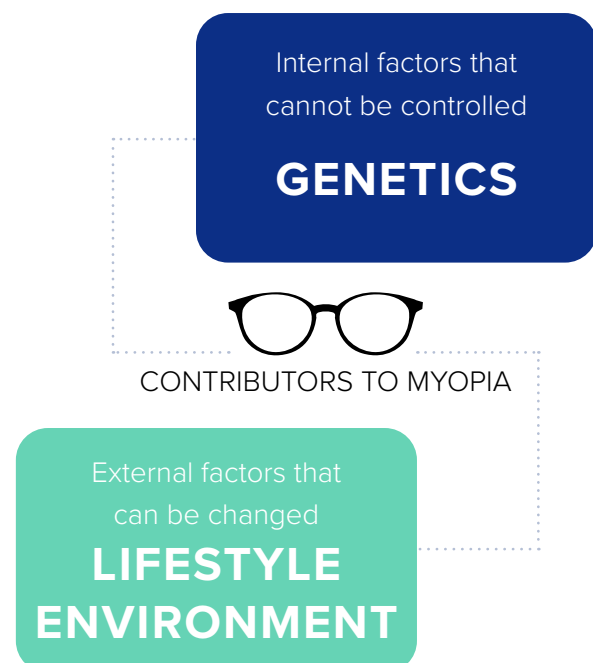 Internal factors that
cannot be controlled
GENETICS
CONTRIBUTORS TO MYOPIA
External factors that
can be changed
LIFESTYLE
ENVIRONMENT